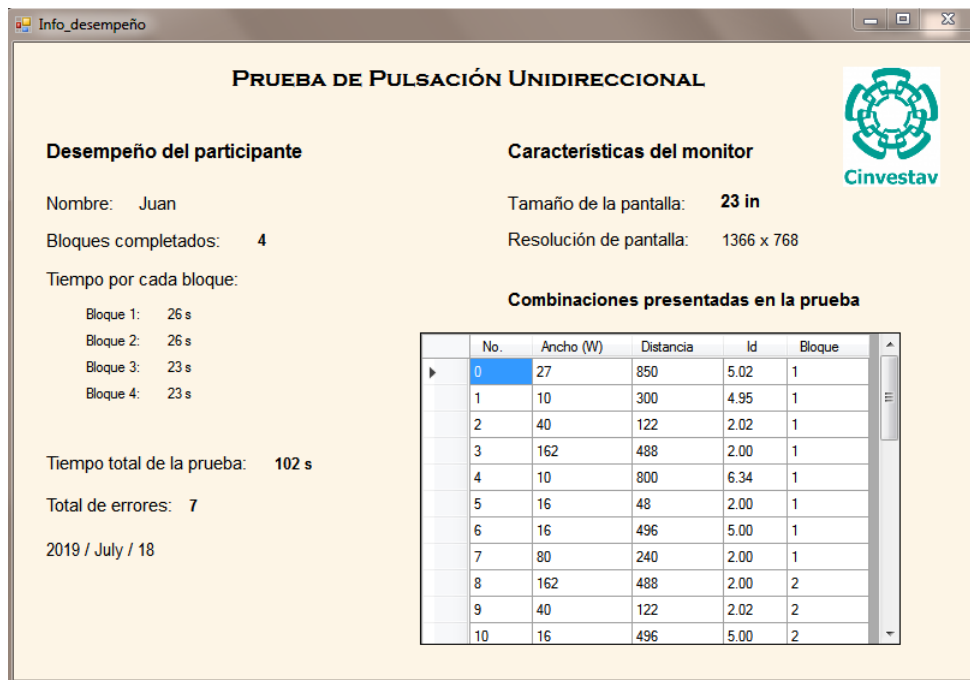 Info_desempeño
PRUEBA DE PULSACIÓN UNIDIRECCIONAL
Cinvestav
Desempeño del participante
Nombre: Juan
Bloques completados: 4
Tiempo por cada bloque:
Bloque 1: 26 s
Bloque 2: 26 s
Bloque 3: 23 s
Bloque 4: 23 s
Tiempo total de la prueba: 102 s
Total de errores: 7
2019 / July / 18
Características del monitor
Tamaño de la pantalla: 23 in
Resolución de pantalla: 1366 x 768
Combinaciones presentadas en la prueba
No. Ancho (W) Distancia Id Bloque
0 27 850 5.02 1
1 10 300 4.95 1
2 40 122 2.02 1
3 162 488 2.00 1
4 10 800 6.34 1
5 16 48 2.00 1
6 16 496 5.00 1
7 80 240 2.00 1
8 162 488 2.00 2
9 40 122 2.02 2
10 16 496 5.00 2